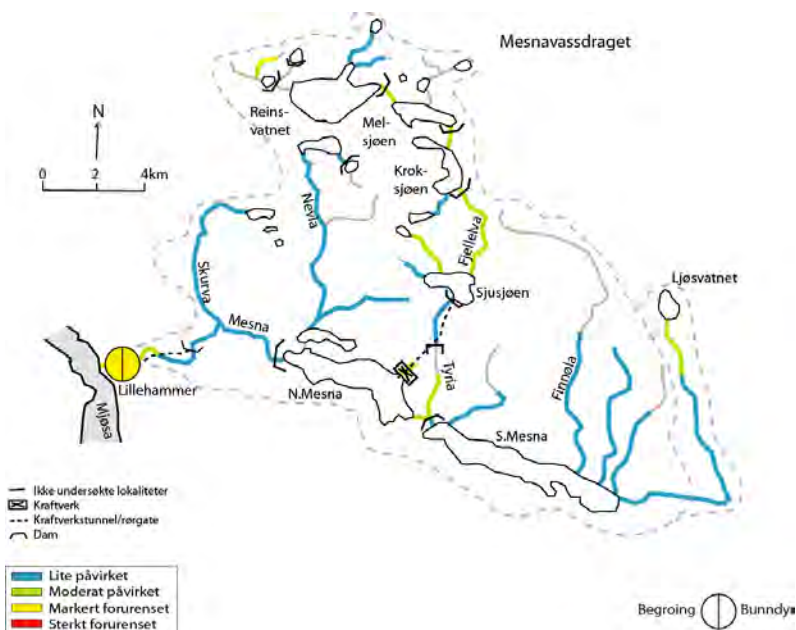 Mesnavassdraget
N
0 2 4km
Reins-
vatnet
Mel-
sjøen
Krok-
sjøen
Nevla
Fjellelva
Skurva
Sjusjøen
Ljøsvatnet
Mesna
Lillehammer
Mjøsa
N.Mesna
Tyria
Finnøla
S.Mesna
Ikke undersøkte lokaliteter
Kraftverk
Kraftverkstunnel/rørgate
Dam
Lite påvirket
Moderat påvirket
Markert forurenset
Sterkt forurenset
Begroing Bunndy